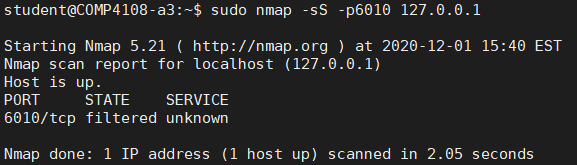 student@COMP4108-a3:~$ sudo nmap -sS -p6010 127.0.0.1
Starting Nmap 5.21 ( http://nmap.org ) at 2020-12-01 15:40 EST
Nmap scan report for localhost (127.0.0.1)
Host is up.
PORT     STATE    SERVICE
6010/tcp filtered unknown
Nmap done: 1 IP address (1 host up) scanned in 2.05 seconds